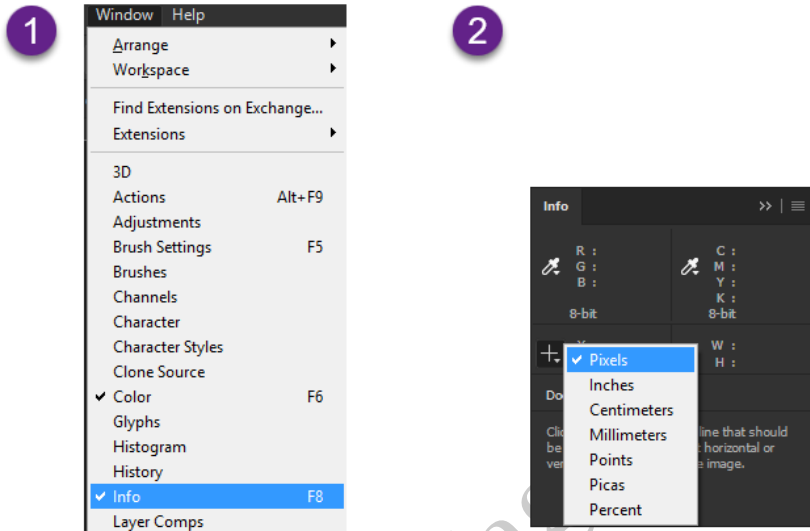 1
Window Help
Arrange
Workspace
Find Extensions on Exchange...
Extensions
3D
Actions Alt+F9
Adjustments
Brush Settings F5
Brushes
Channels
Character
Character Styles
Clone Source
Color F6
Glyphs
Histogram
History
Info F8
Layer Comps
2
Info
R :
G :
B :
8-bit
C :
M :
Y :
K :
8-bit
W :
H :
Pixels
Inches
Centimeters
Millimeters
Points
Picas
Percent
line that should
horizontal or
image.